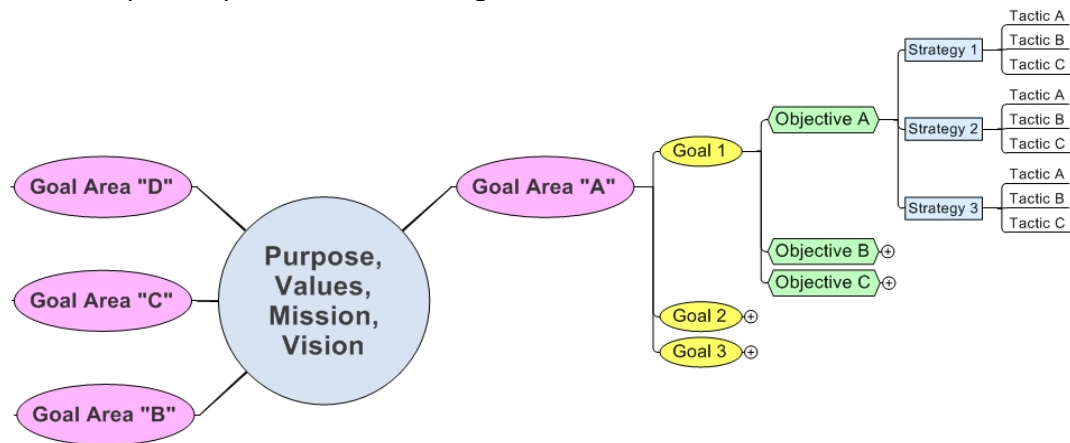 Goal Area "D"
Goal Area "C"
Goal Area "B"
Purpose,
Values,
Mission,
Vision
Goal Area "A"
Goal 1
Goal 2
Goal 3
Objective A
Objective B
Objective C
Strategy 1
Tactic A
Tactic B
Tactic C
Strategy 2
Tactic A
Tactic B
Tactic C
Strategy 3
Tactic A
Tactic B
Tactic C